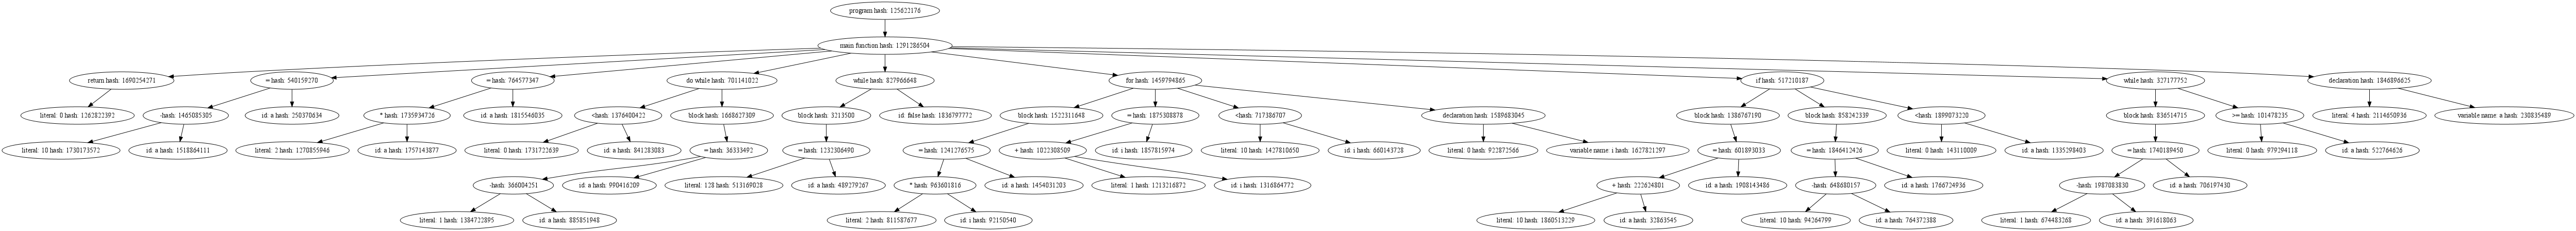 program hash: 125622176
main function hash: 1291286504
return hash: 1690254271
= hash: 540159270
= hash: 764577347
do while hash: 701141022
while hash: 827966648
for hash: 1459794865
if hash: 517210187
while hash: 327177752
declaration hash: 1846896625
literal: 0 hash: 1262822392
- hash: 1465085305
id: a hash: 250370634
* hash: 1735934726
id: a hash: 1815546035
< hash: 1376400422
block hash: 1668627309
block hash: 3213500
id: false hash: 1836797772
block hash: 1522311648
= hash: 1875308878
< hash: 717386707
declaration hash: 1589683045
block hash: 1386767190
block hash: 858242339
< hash: 1899073220
block hash: 836514715
>= hash: 101478235
literal: 4 hash: 2114650936
variable name: a hash: 230835489
literal: 10 hash: 1730173572
id: a hash: 1518864111
literal: 2 hash: 1270855946
id: a hash: 1757143877
literal: 0 hash: 1731722639
id: a hash: 841283083
= hash: 36333492
= hash: 1232306490
= hash: 1241276575
+ hash: 1022308509
id: i hash: 1857815974
literal: 10 hash: 1427810650
id: i hash: 660143728
literal: 0 hash: 922872566
variable name: i hash: 1627821297
= hash: 601893033
= hash: 1846412426
literal: 0 hash: 143110009
id: a hash: 1335298403
= hash: 1740189450
literal: 0 hash: 979294118
id: a hash: 522764626
- hash: 366004251
id: a hash: 990416209
literal: 128 hash: 513169028
id: a hash: 489279267
* hash: 963601816
id: a hash: 1454031203
literal: 1 hash: 1213216872
id: i hash: 1316864772
+ hash: 222624801
id: a hash: 1908143486
- hash: 648680157
id: a hash: 1766724936
- hash: 1987083830
id: a hash: 706197430
literal: 1 hash: 1384722895
id: a hash: 885851948
literal: 2 hash: 811587677
id: i hash: 92150540
literal: 10 hash: 1860513229
id: a hash: 32863545
literal: 10 hash: 94264799
id: a hash: 764372388
literal: 1 hash: 674483268
id: a hash: 391618063